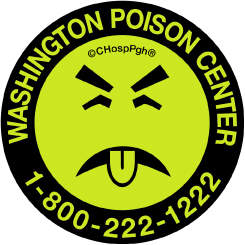 WASHINGTON POISON CENTER
©CHospPgh®
1-800-222-1222